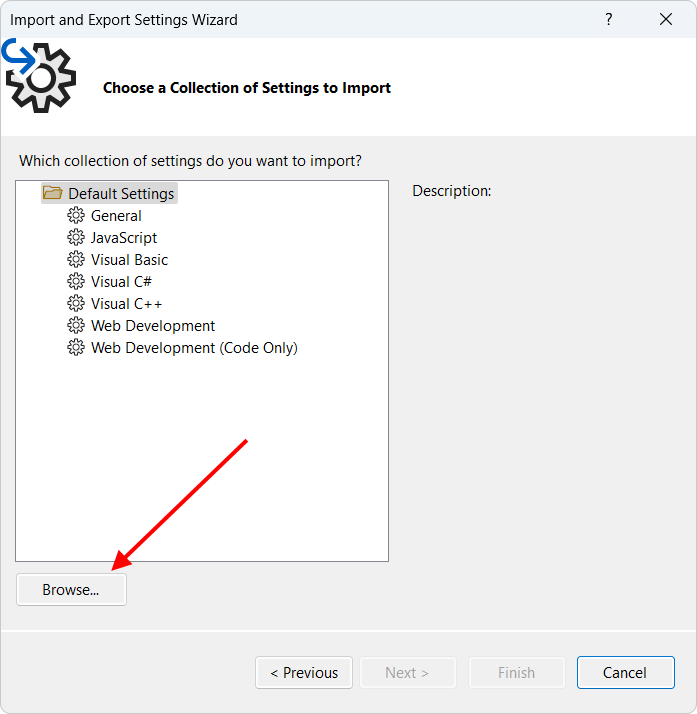 Import and Export Settings Wizard
?
Choose a Collection of Settings to Import
Which collection of settings do you want to import?
Description:
Default Settings
General
JavaScript
Visual Basic
Visual C#
Visual C++
Web Development
Web Development (Code Only)
Browse...
< Previous
Next >
Finish
Cancel